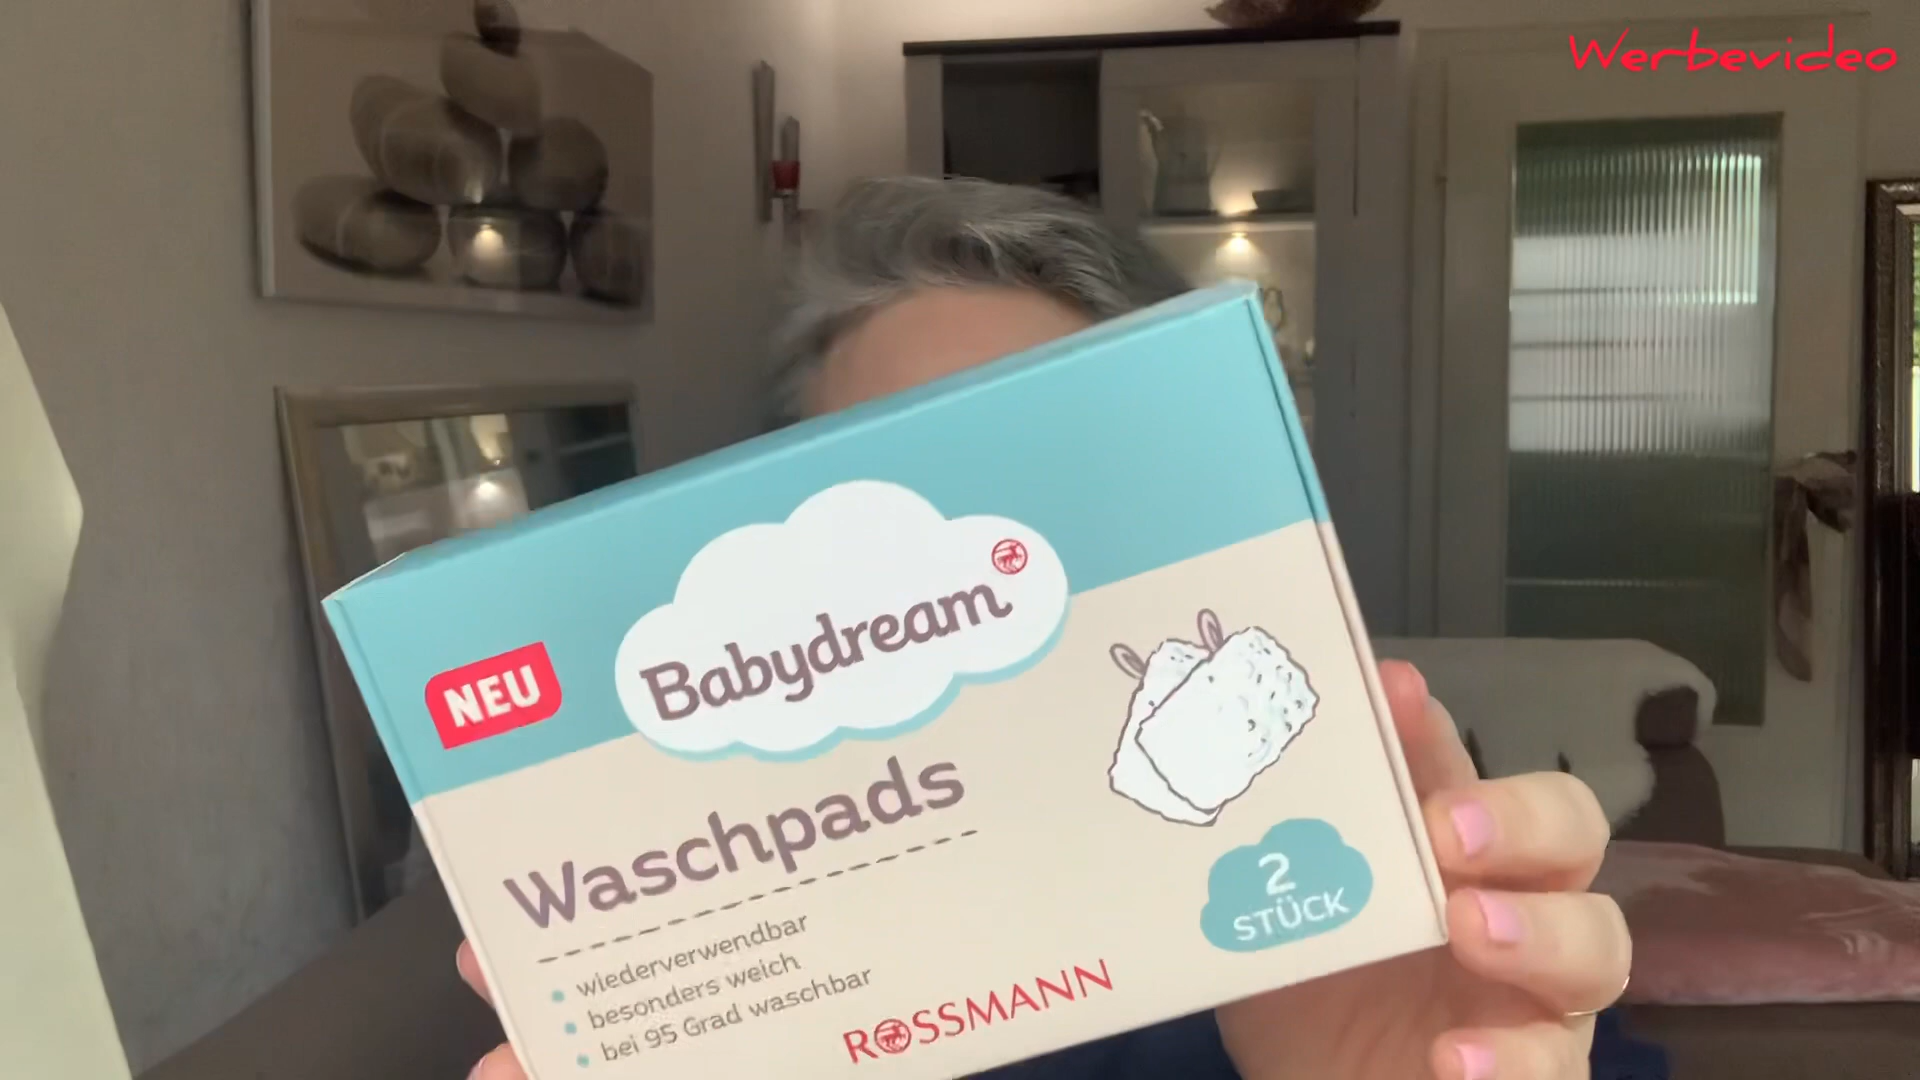 Werbevideo
NEU
Babydream
Waschpads
wiederverwendbar
besonders weich
bei 95 Grad waschbar
2
STÜCK
ROSSMANN